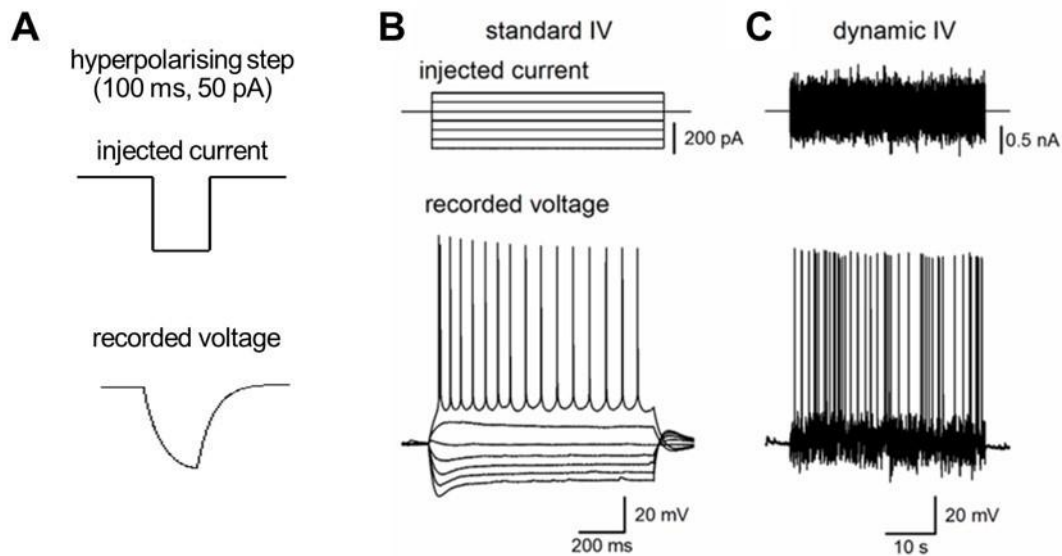 A
hyperpolarising step
(100 ms, 50 pA)
injected current
recorded voltage
B
standard IV
injected current
200 pA
recorded voltage
20 mV
200 ms
C
dynamic IV
0.5 nA
20 mV
10 s